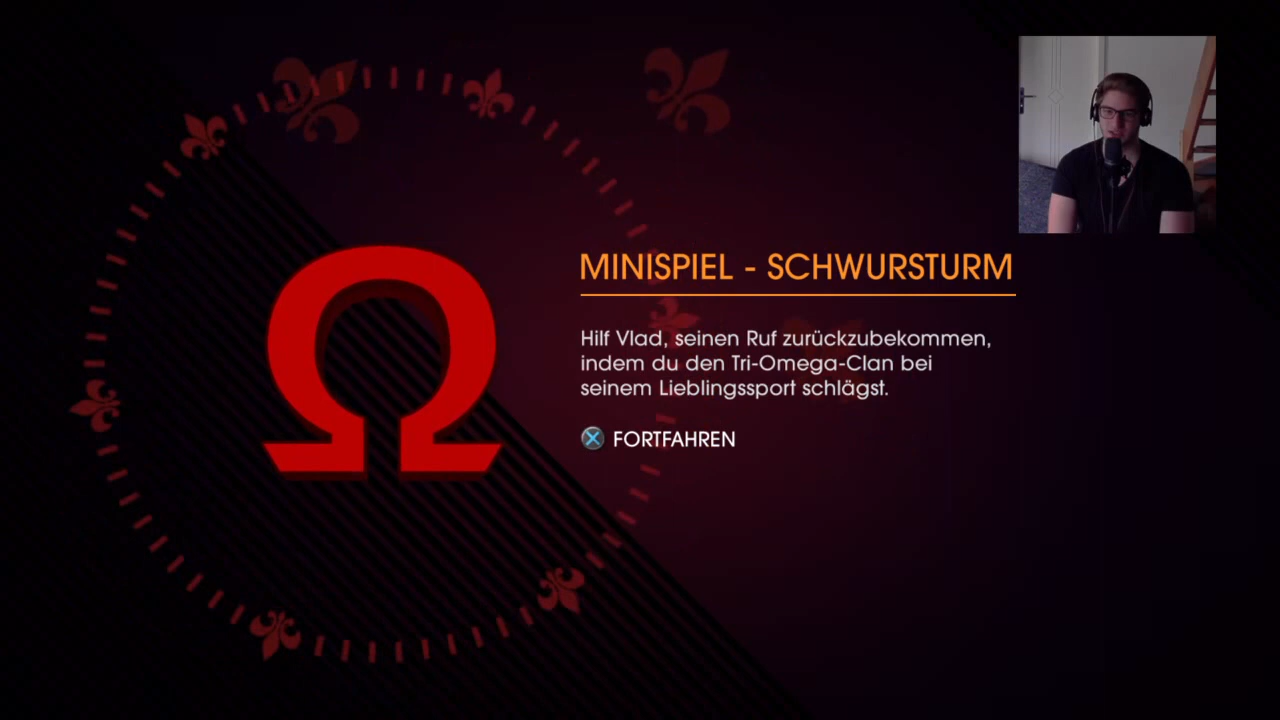 Ω
MINISPIEL - SCHWURSTURM
Hilf Vlad, seinen Ruf zurückzubekommen,
indem du den Tri-Omega-Clan bei
seinem Lieblingssport schlägst.
FORTFAHREN